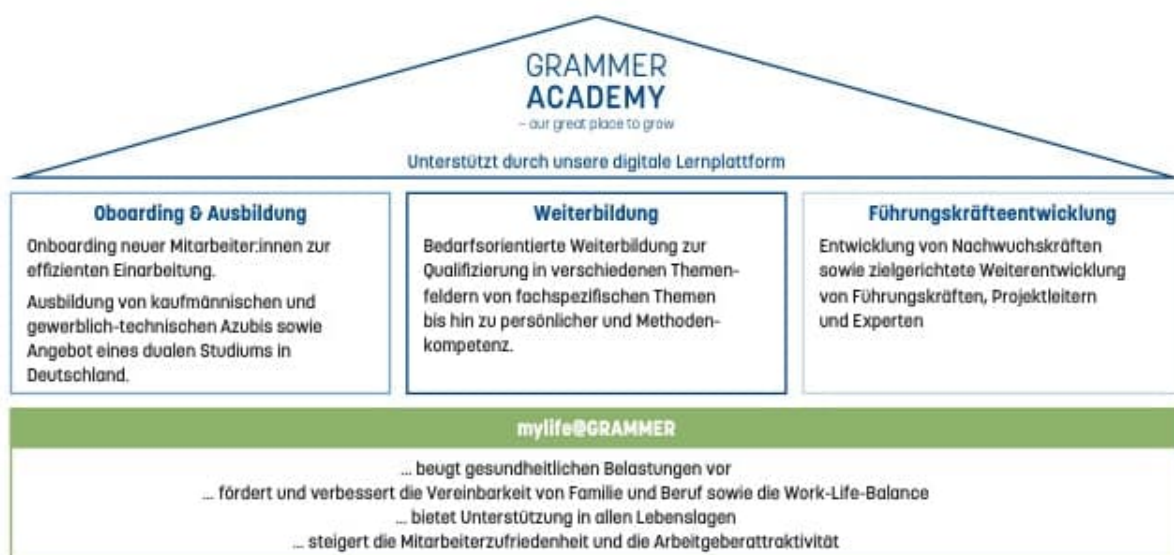 GRAMMER
ACADEMY
– our great place to grow
Unterstützt durch unsere digitale Lernplattform
Oboarding & Ausbildung
Onboarding neuer Mitarbeiter:innen zur
effizienten Einarbeitung.
Ausbildung von kaufmännischen und
gewerblich-technischen Azubis sowie
Angebot eines dualen Studiums in
Deutschland.
Weiterbildung
Bedarfsorientierte Weiterbildung zur
Qualifizierung in verschiedenen Themen-
feldern von fachspezifischen Themen
bis hin zu persönlicher und Methoden-
kompetenz.
Führungskräfteentwicklung
Entwicklung von Nachwuchskräften
sowie zielgerichtete Weiterentwicklung
von Führungskräften, Projektleitern
und Experten
mylife@GRAMMER
... beugt gesundheitlichen Belastungen vor
... fördert und verbessert die Vereinbarkeit von Familie und Beruf sowie die Work-Life-Balance
... bietet Unterstützung in allen Lebenslagen
... steigert die Mitarbeiterzufriedenheit und die Arbeitgeberattraktivität